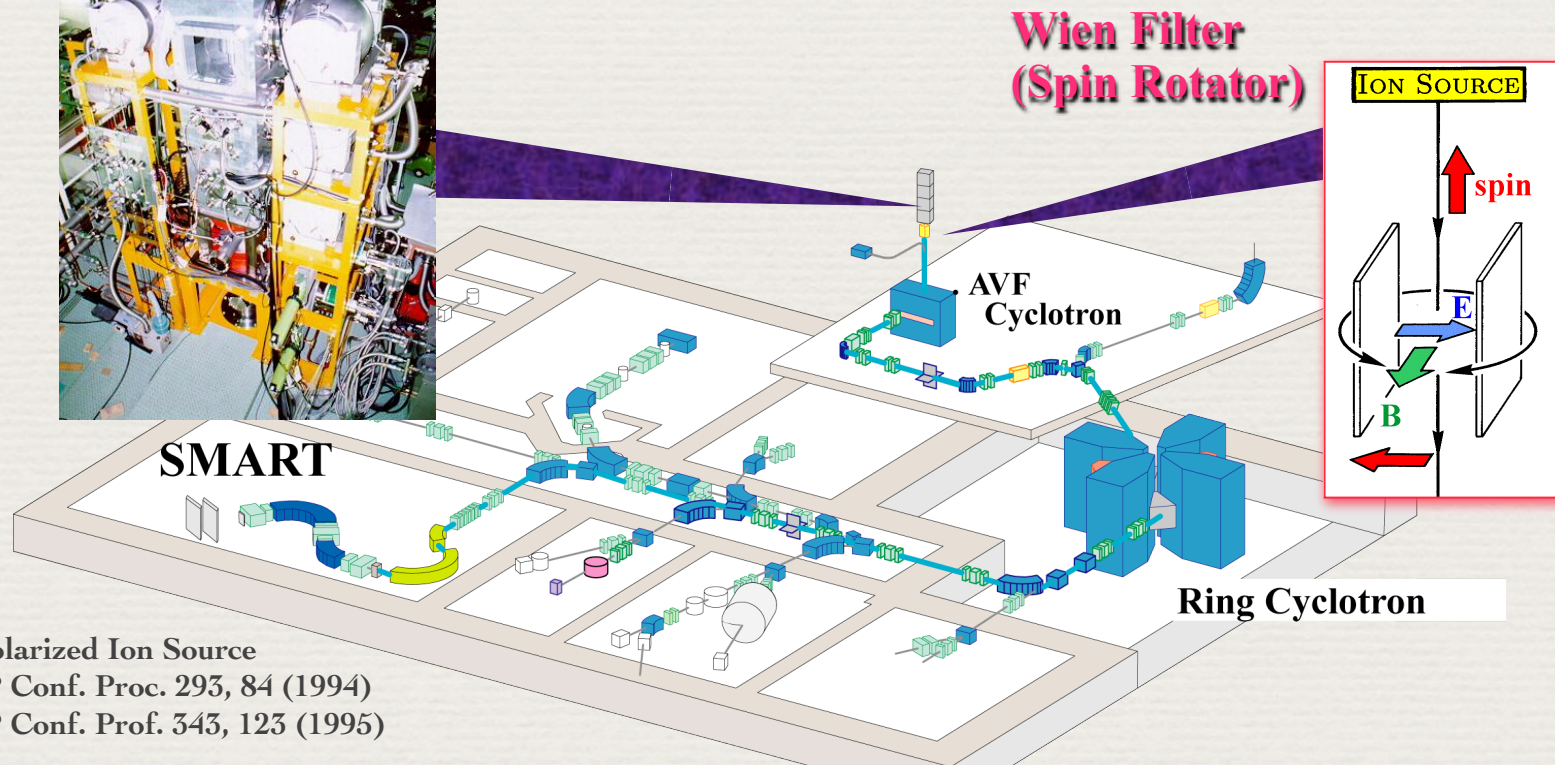 Wien Filter
(Spin Rotator)
ION SOURCE
spin
E
B
AVF
Cyclotron
SMART
Ring Cyclotron
Ion Source
Conf. Proc. 293, 84 (1994)
Conf. Prof. 343, 123 (1995)